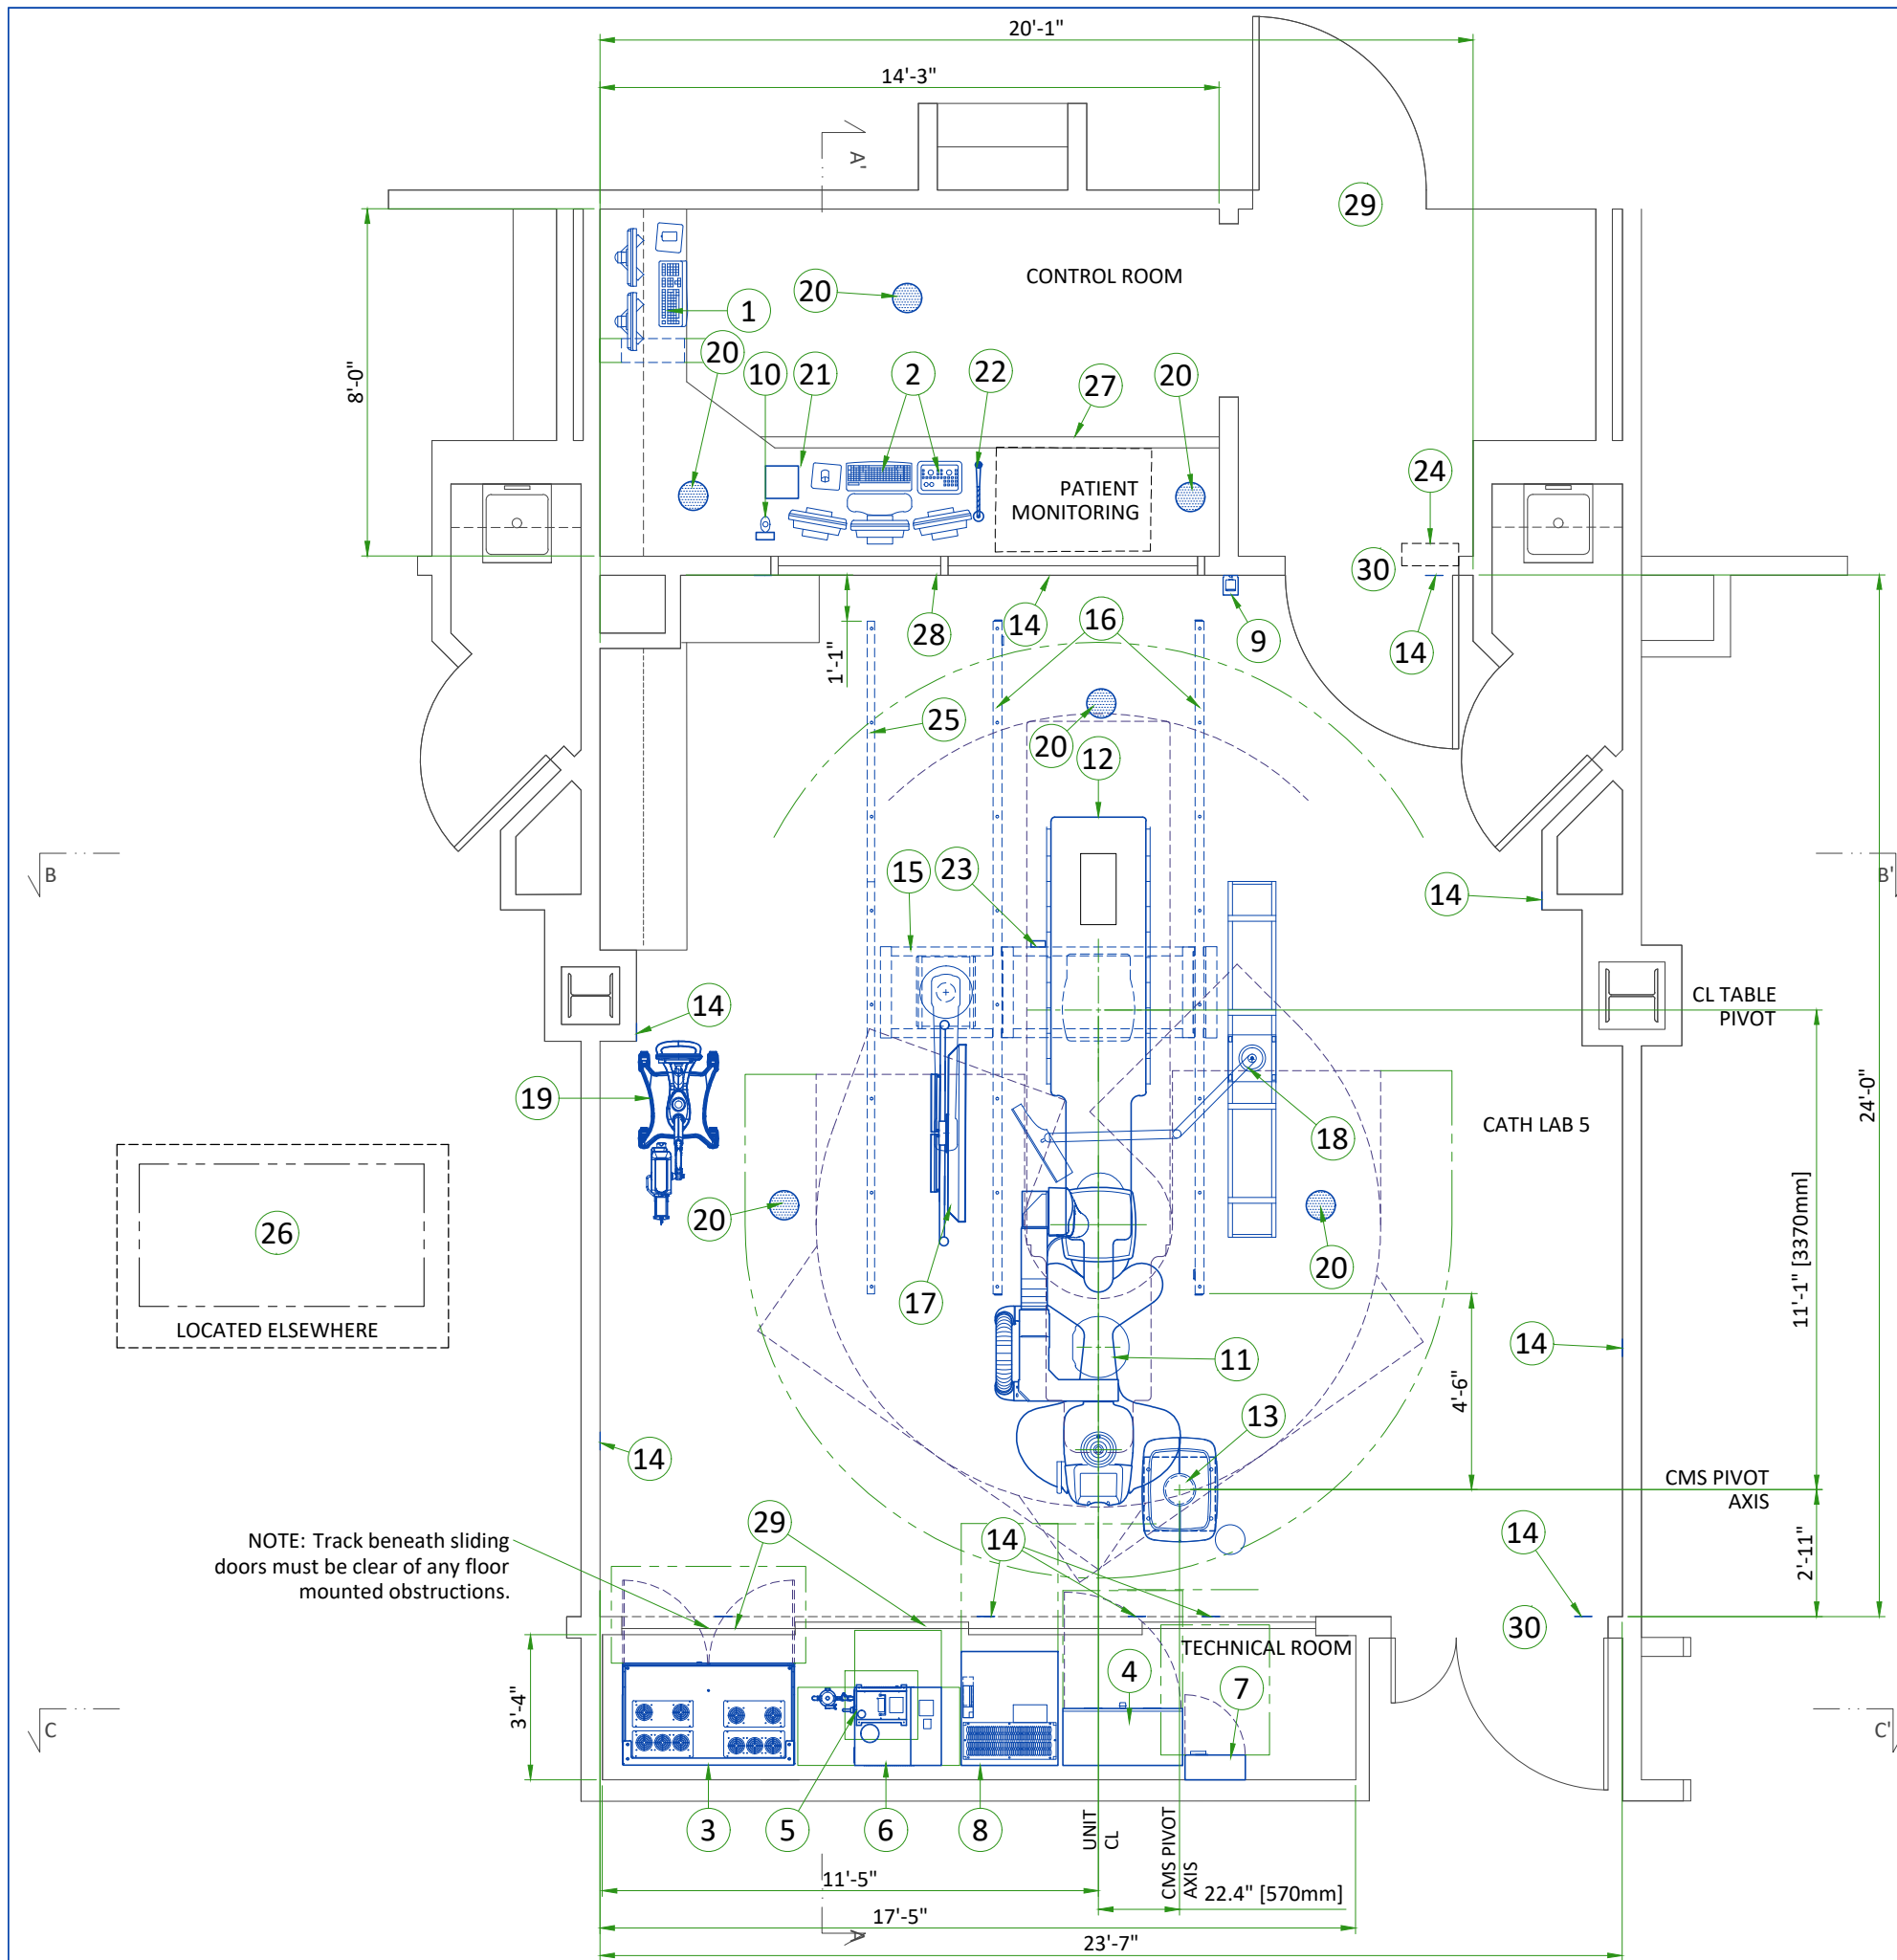 20'-1"
14'-3"
A'
29
CONTROL ROOM
20
1
20
10
21
2
22
27
20
8'-0"
24
PATIENT
MONITORING
30
1'-1"
28
14
16
9
14
25
20
12
B
15
23
14
B'
14
CL TABLE
PIVOT
19
24'-0"
CATH LAB 5
18
20
26
20
11'-1" [3370mm]
17
LOCATED ELSEWHERE
14
11
4'-6"
13
14
CMS PIVOT
AXIS
29
14
14
2'-11"
NOTE: Track beneath sliding
doors must be clear of any floor
mounted obstructions.
30
TECHNICAL ROOM
4
7
3'-4"
C
C'
3
5
6
8
UNIT
CL
CMS PIVOT
AXIS
11'-5"
22.4" [570mm]
17'-5"
A
23'-7"